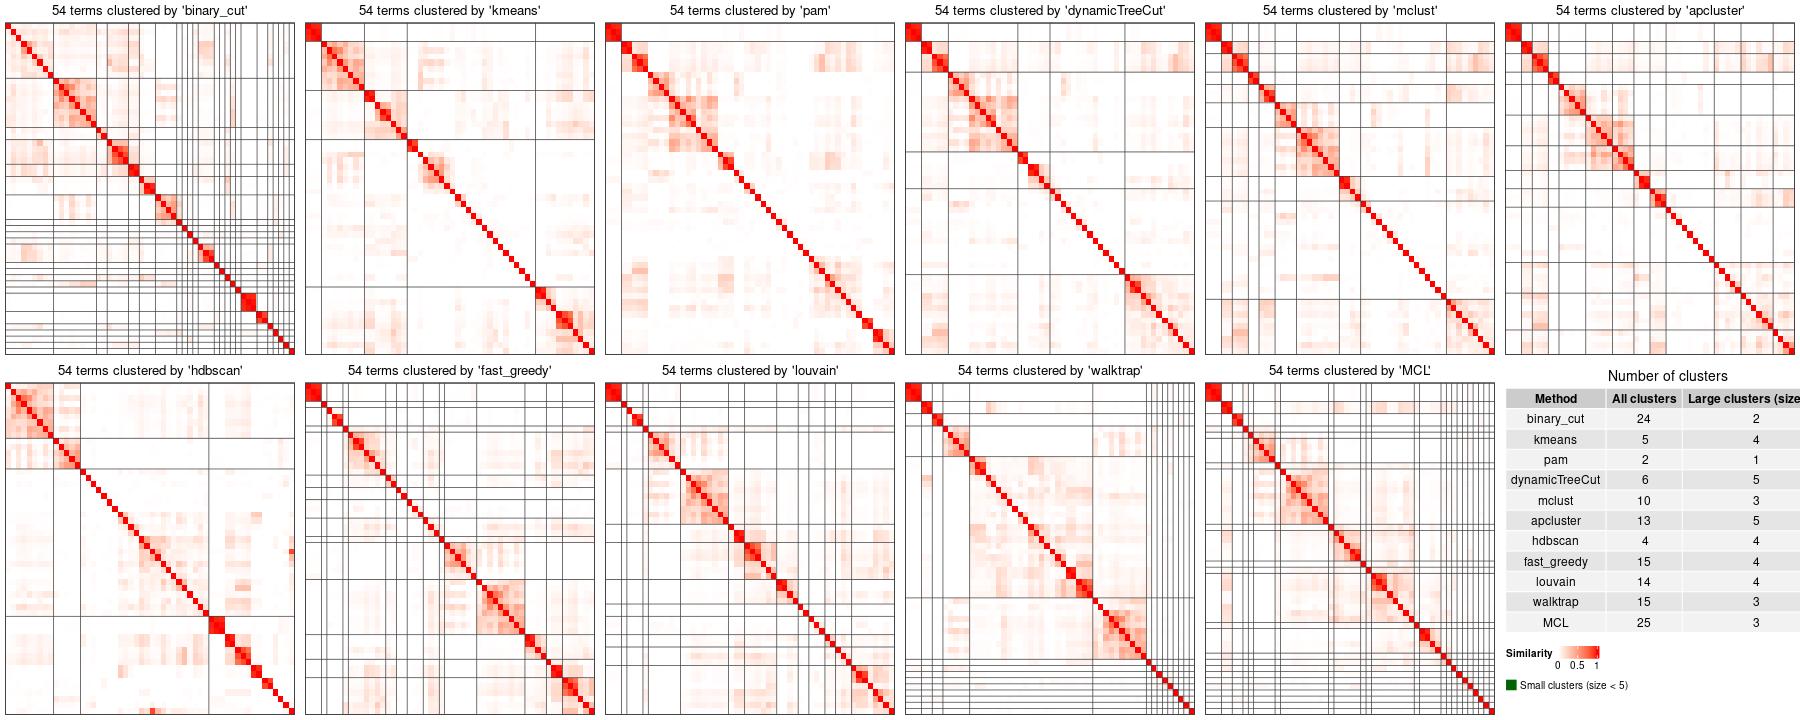 54 terms clustered by 'binary_cut'
54 terms clustered by 'kmeans'
54 terms clustered by 'pam'
54 terms clustered by 'dynamicTreeCut'
54 terms clustered by 'mclust'
54 terms clustered by 'apcluster'
54 terms clustered by 'hdbscan'
54 terms clustered by 'fast_greedy'
54 terms clustered by 'louvain'
54 terms clustered by 'walktrap'
54 terms clustered by 'MCL'
Number of clusters
Method All clusters Large clusters (size
binary_cut 24 2
kmeans 5 4
pam 2 1
dynamicTreeCut 6 5
mclust 10 3
apcluster 13 5
hdbscan 4 4
fast_greedy 15 4
louvain 14 4
walktrap 15 3
MCL 25 3
Similarity
0 0.5 1
Small clusters (size < 5)